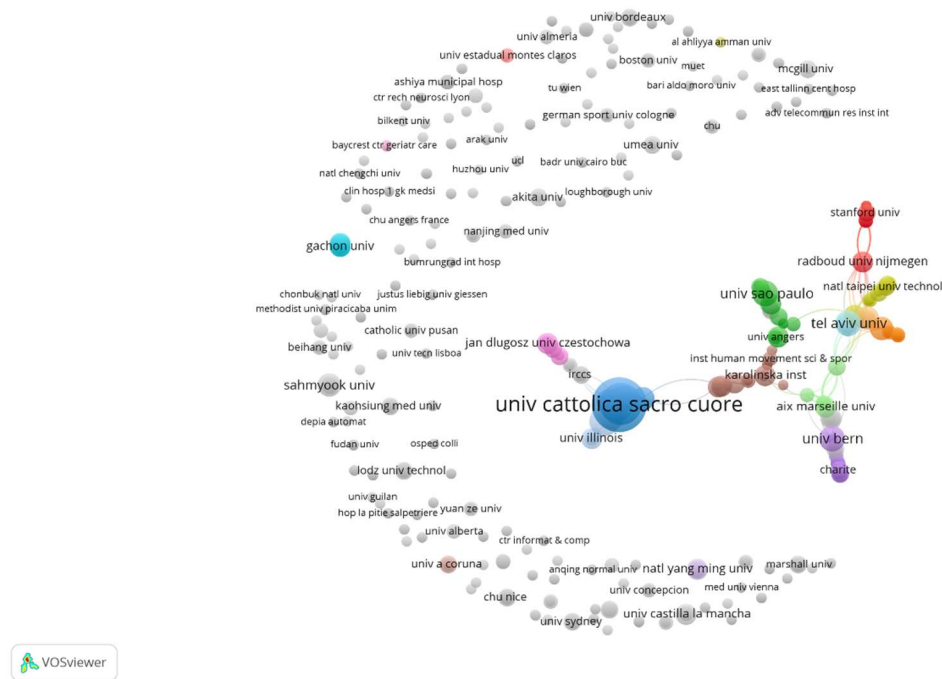 univ bordeaux
univ almeria
al ahliyya amman univ
univ estadual montes claros
boston univ
muet
mcgill univ
ashiya municipal hosp
tu wien
bari aldo moro univ
east tallinn cent hosp
ctr rech neurosci lyon
german sport univ cologne
adv telecommun res inst int
bilkent univ
chu
baycrest ctr geriatr care
arak univ
umea univ
ucl
badr univ cairo buc
natl chengchi univ
huzhou univ
clin hosp 1 gk medsi
akita univ
loughborough univ
stanford univ
chu angers france
nanjing med univ
gachon univ
bumrungrad int hosp
radboud univ nijmegen
natl taipei univ technol
chonbuk natl univ
justus liebig univ giessen
univ sao paulo
methodist univ piracicaba unim
tel aviv univ
catholic univ pusan
univ angers
beihang univ
univ tecn lisboa
jan dlugosz univ czestochowa
inst human movement sci & spor
irccs
karolinska inst
sahmyook univ
kaohsiung med univ
univ cattolica sacro cuore
aix marseille univ
depia automat
fudan univ
osped colli
univ illinois
univ bern
lodz univ technol
charite
univ guilan
hop la pitie salpetriere
yuan ze univ
univ alberta
ctr informat & comp
univ a coruna
anqing normal univ
natl yang ming univ
marshall univ
chu nice
univ concepcion
med univ vienna
univ sydney
univ castilla la mancha
VOSviewer